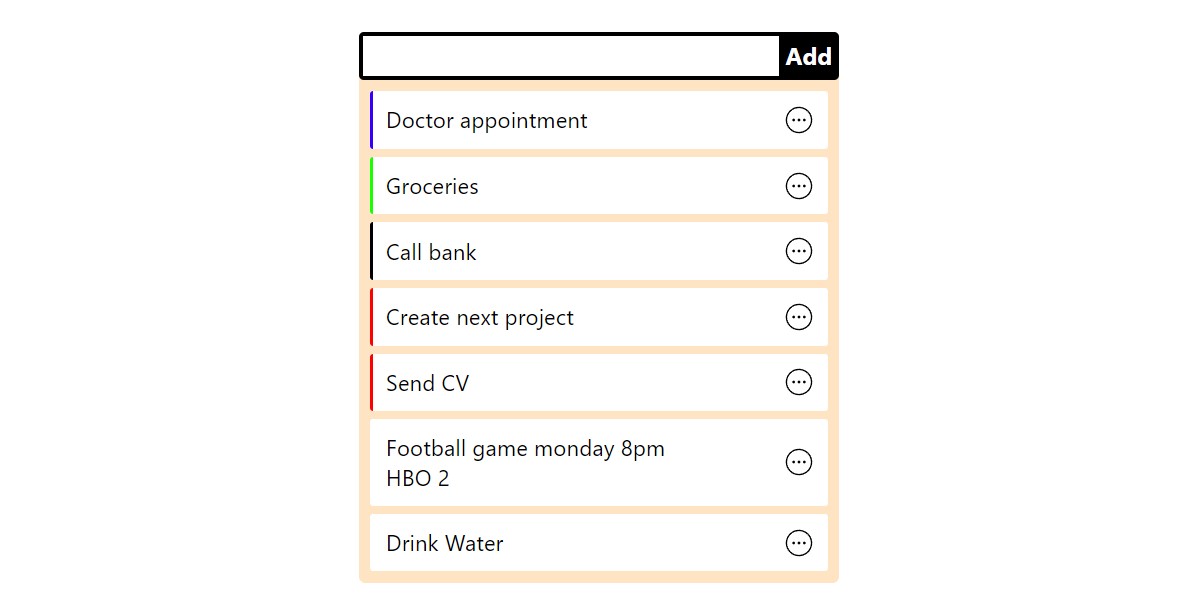 Add
Doctor appointment
Groceries
Call bank
Create next project
Send CV
Football game monday 8pm
HBO 2
Drink Water